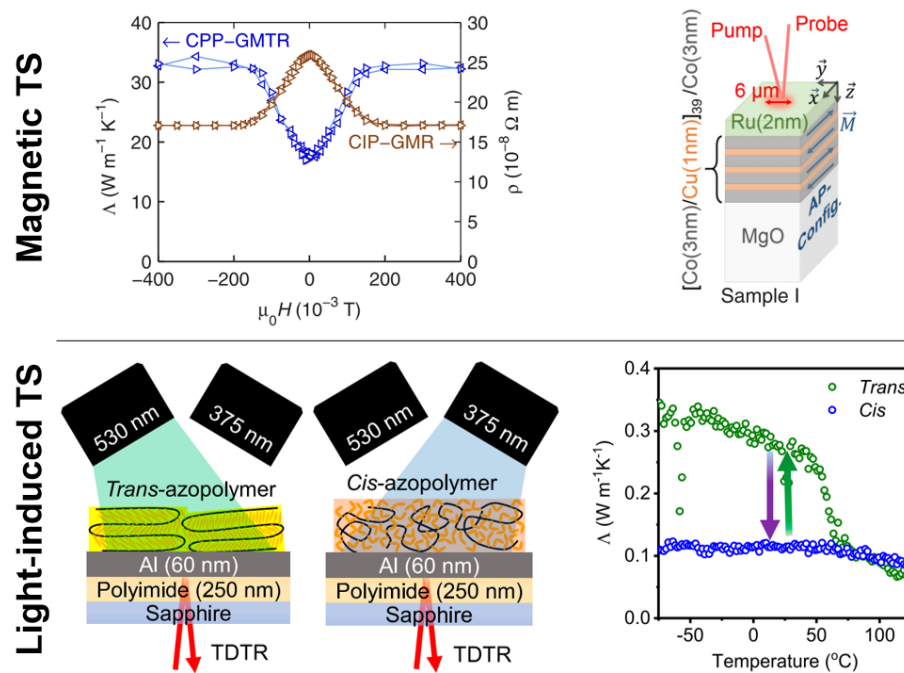 Magnetic TS
40
30
20
10
0
Λ (W m⁻¹ K⁻¹)
← CPP–GMTR
CIP–GMR →
30
25
20
15
10
5
0
ρ (10⁻⁸ Ω m)
−400
−200
0
200
400
μ₀H (10⁻³ T)
[Co(3nm)/Cu(1nm)]₃₉/Co(3nm)
Pump
Probe
6 μm
Ru(2nm)
y
x
z
M
AP-
Config.
MgO
Sample I
Light-induced TS
530 nm
375 nm
Trans-azopolymer
Al (60 nm)
Polyimide (250 nm)
Sapphire
TDTR
530 nm
375 nm
Cis-azopolymer
Al (60 nm)
Polyimide (250 nm)
Sapphire
TDTR
0.4
0.3
0.2
0.1
0.0
Λ (W m⁻¹K⁻¹)
Trans
Cis
-50
0
50
100
Temperature (°C)